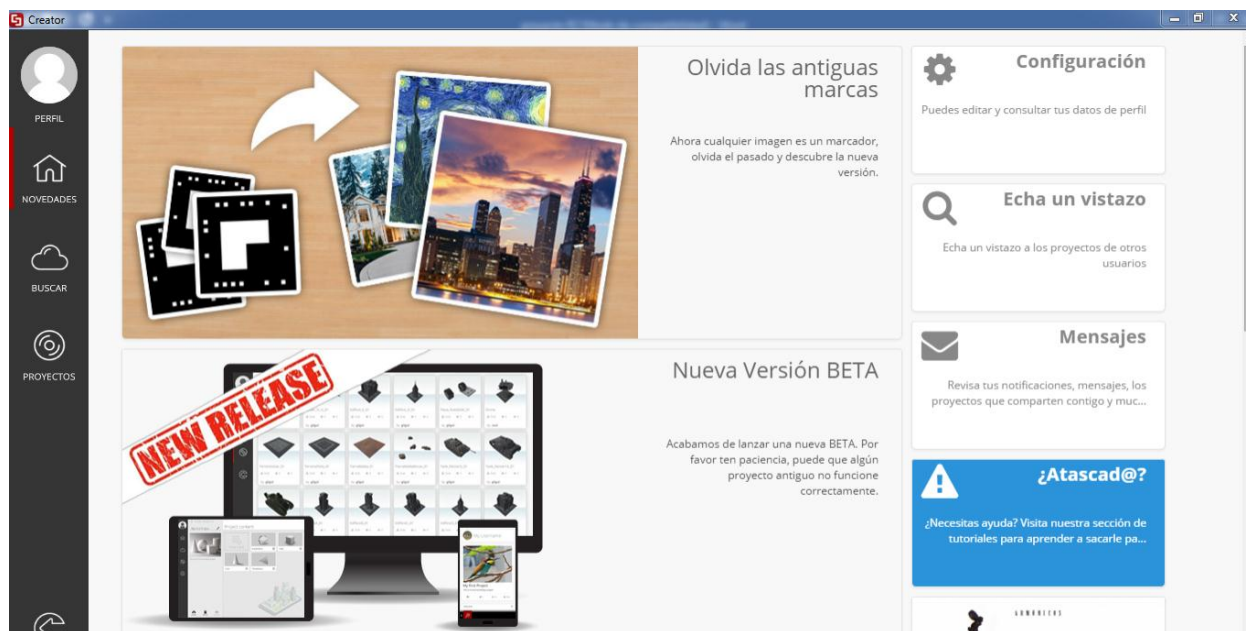 Creator
PERFIL
NOVEDADES
BUSCAR
PROYECTOS
Olvida las antiguas
marcas
Ahora cualquier imagen es un marcador,
olvida el pasado y descubre la nueva
versión.
NEW RELEASE
Nueva Versión BETA
Acabamos de lanzar una nueva BETA. Por
favor ten paciencia, puede que algún
proyecto antiguo no funcione
correctamente.
Configuración
Puedes editar y consultar tus datos de perfil
Echa un vistazo
Echa un vistazo a los proyectos de otros
usuarios
Mensajes
Revisa tus notificaciones, mensajes, los
proyectos que comparten contigo y muc...
¿Atascad@?
¿Necesitas ayuda? Visita nuestra sección de
tutoriales para aprender a sacarle pa...